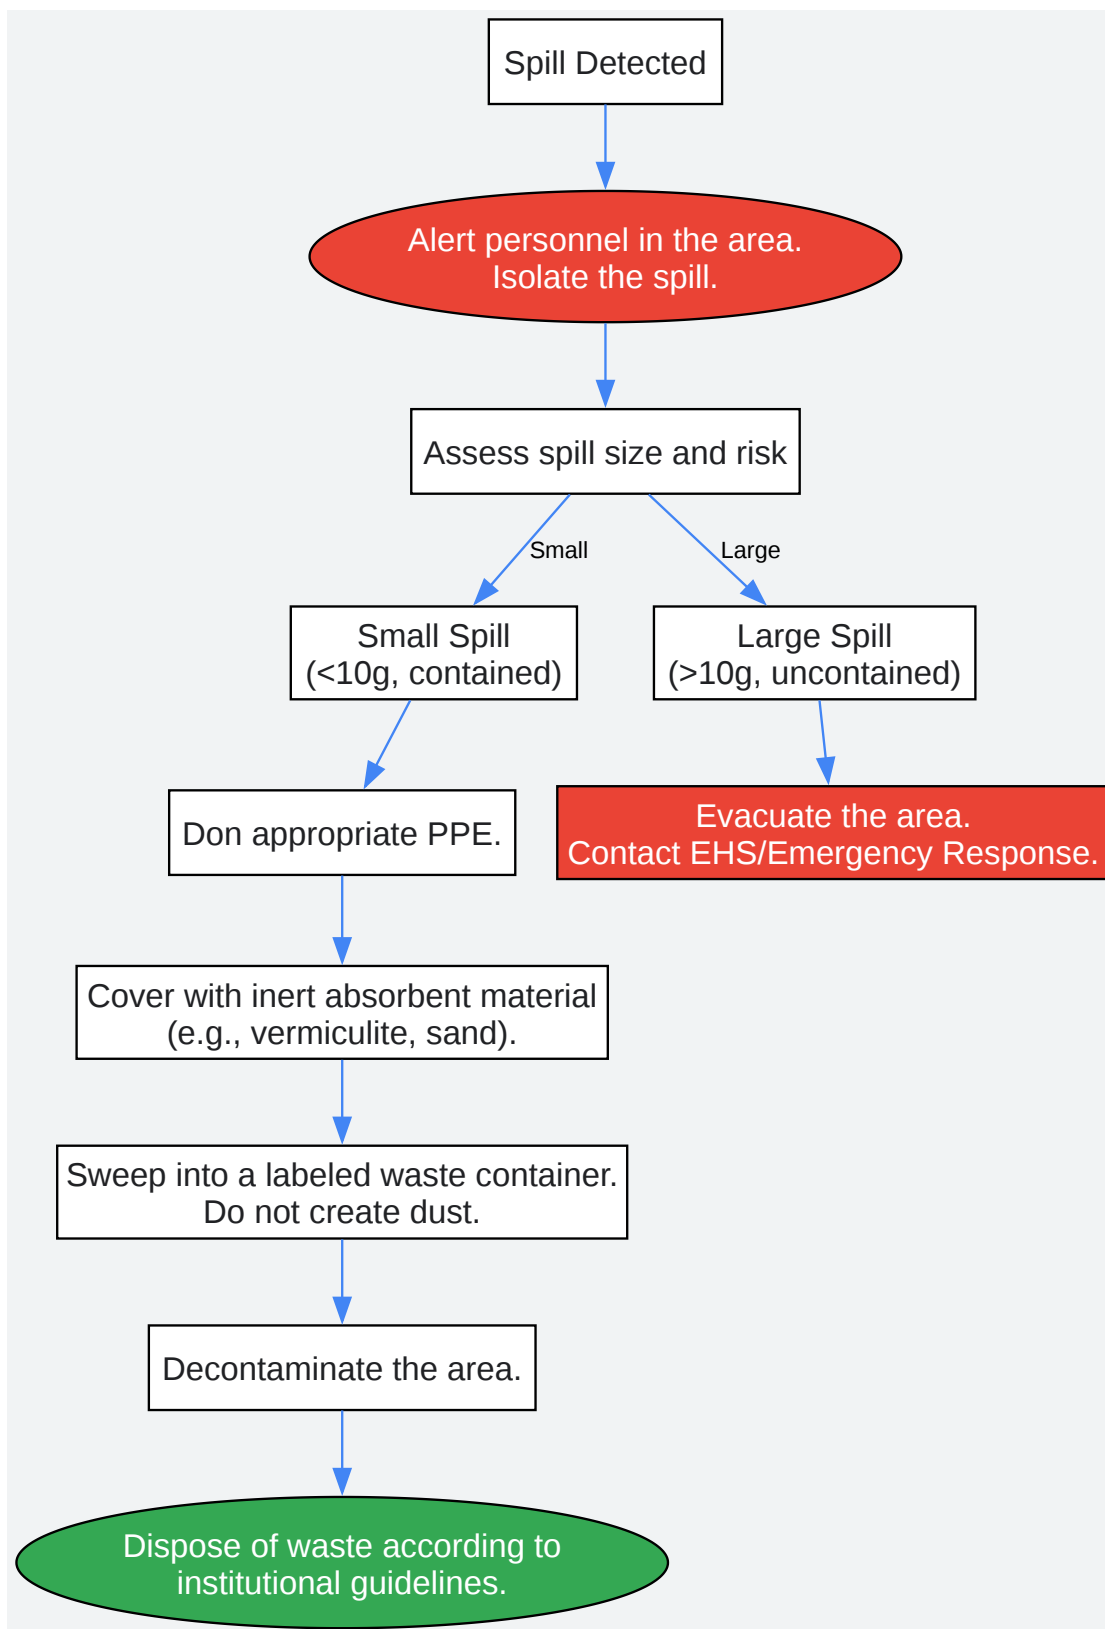 Spill Detected
Alert personnel in the area.
Isolate the spill.
Assess spill size and risk
Small
Large
Small Spill
(<10g, contained)
Large Spill
(>10g, uncontained)
Don appropriate PPE.
Evacuate the area.
Contact EHS/Emergency Response.
Cover with inert absorbent material
(e.g., vermiculite, sand).
Sweep into a labeled waste container.
Do not create dust.
Decontaminate the area.
Dispose of waste according to
institutional guidelines.